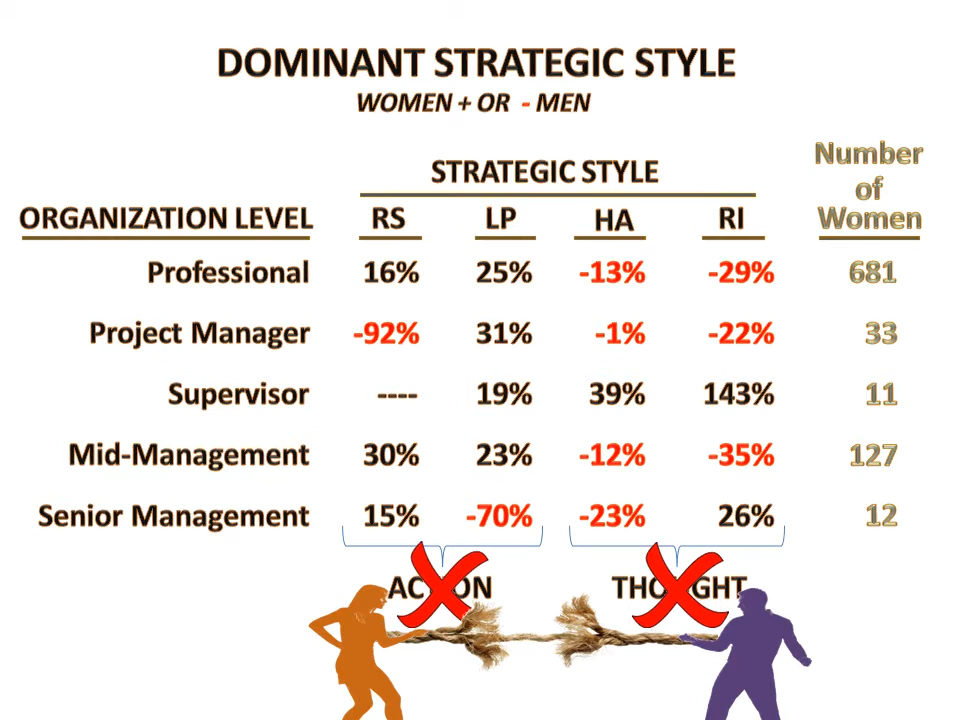 DOMINANT STRATEGIC STYLE
WOMEN + OR - MEN
STRATEGIC STYLE
Number
of
Women
ORGANIZATION LEVEL RS LP HA RI
Professional 16% 25% -13% -29% 681
Project Manager -92% 31% -1% -22% 33
Supervisor ---- 19% 39% 143% 11
Mid-Management 30% 23% -12% -35% 127
Senior Management 15% -70% -23% 26% 12
ACTION THOUGHT